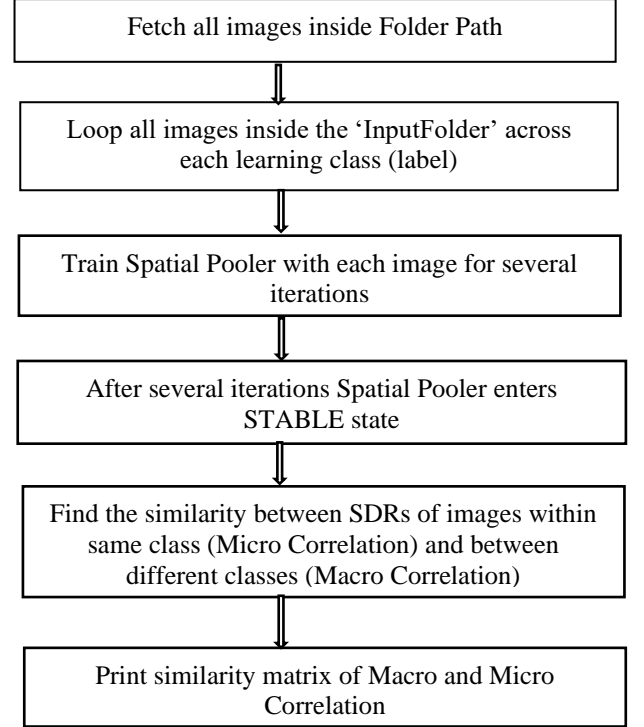 Fetch all images inside Folder Path
Loop all images inside the ‘InputFolder’ across
each learning class (label)
Train Spatial Pooler with each image for several
iterations
After several iterations Spatial Pooler enters
STABLE state
Find the similarity between SDRs of images within
same class (Micro Correlation) and between
different classes (Macro Correlation)
Print similarity matrix of Macro and Micro
Correlation